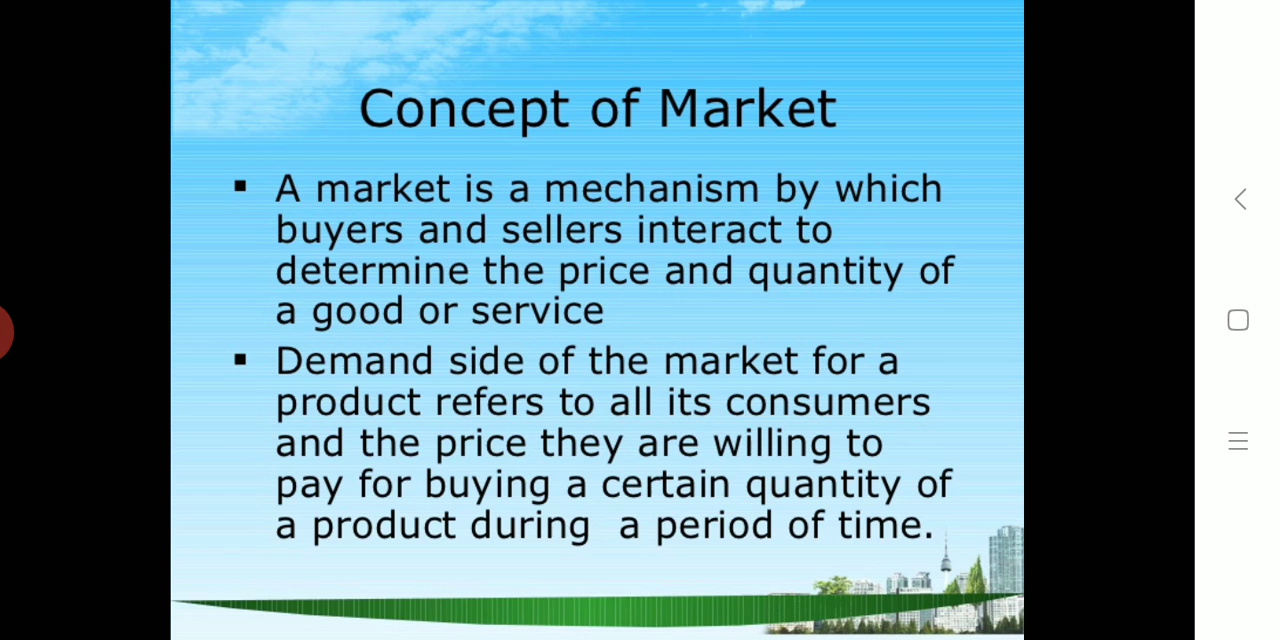 Concept of Market
▪ A market is a mechanism by which
buyers and sellers interact to
determine the price and quantity of
a good or service
▪ Demand side of the market for a
product refers to all its consumers
and the price they are willing to
pay for buying a certain quantity of
a product during  a period of time.